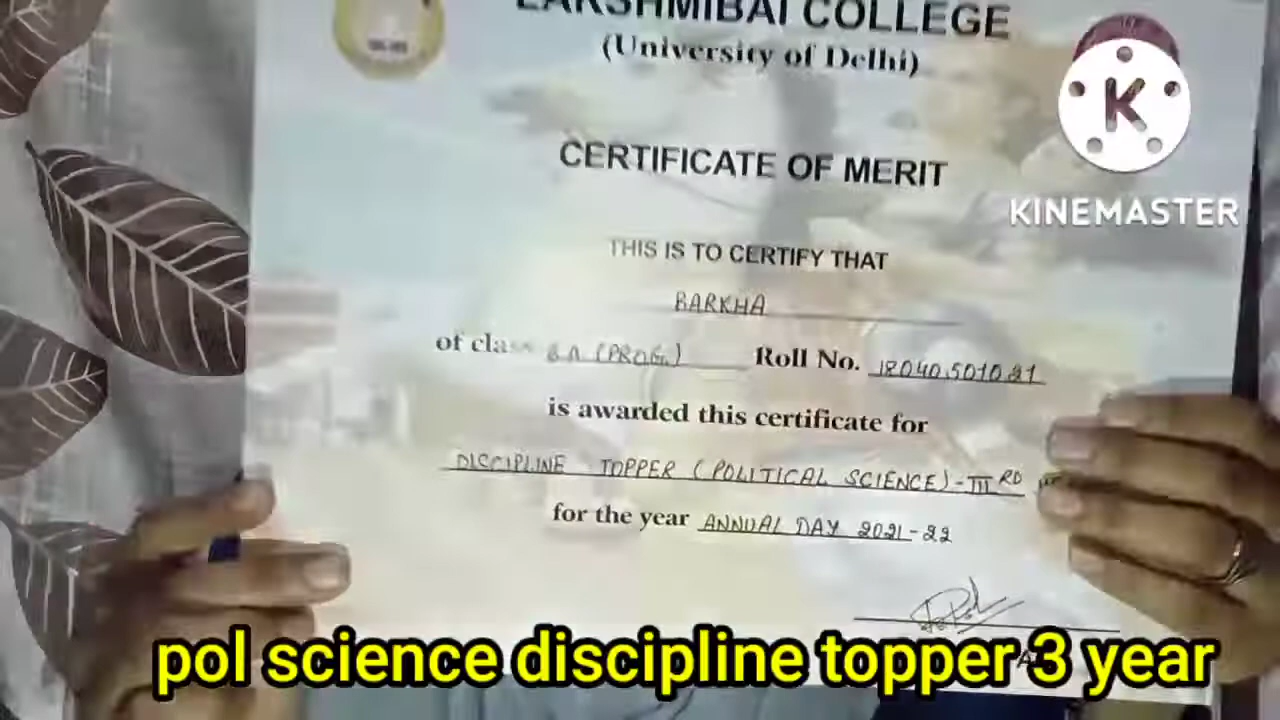 LAKSHMIBAI COLLEGE
(University of Delhi)
CERTIFICATE OF MERIT
THIS IS TO CERTIFY THAT
BARKHA
of class B.A (PROG.) Roll No. 18040501021
is awarded this certificate for
DISCIPLINE TOPPER (POLITICAL SCIENCE)-III RD
for the year ANNUAL DAY 2021-22
K
KINEMASTER
pol science discipline topper 3 year